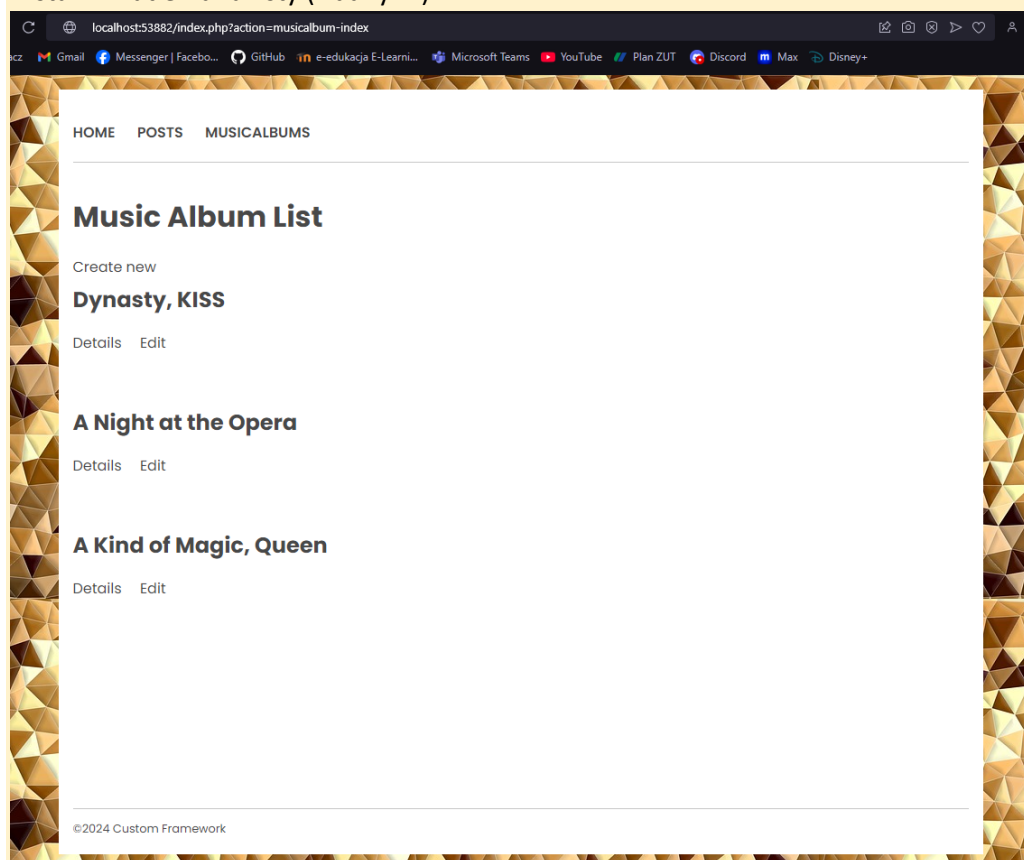 localhost:53882/index.php?action=musicalbum-index
acz Gmail Messenger | Facebo... GitHub e-edukacja E-Learni... Microsoft Teams YouTube Plan ZUT Discord Max Disney+
HOME POSTS MUSICALBUMS
Music Album List
Create new
Dynasty, KISS
Details Edit
A Night at the Opera
Details Edit
A Kind of Magic, Queen
Details Edit
©2024 Custom Framework